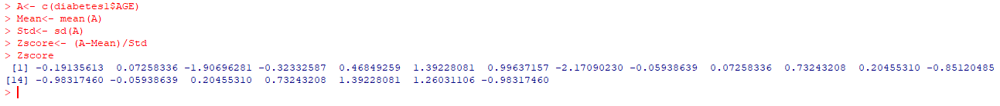 > A<- c(diabetes1$AGE)
> Mean<- mean(A)
> Std<- sd(A)
> Zscore<- (A-Mean)/Std
> Zscore
[1] -0.19135613 0.07258336 -1.90696281 -0.32332587 0.46849259 1.39228081 0.99637157 -2.17090230 -0.05938639 0.07258336 0.73243208 0.20455310 -0.85120485
[14] -0.98317460 -0.05938639 0.20455310 0.73243208 1.39228081 1.26031106 -0.98317460
>